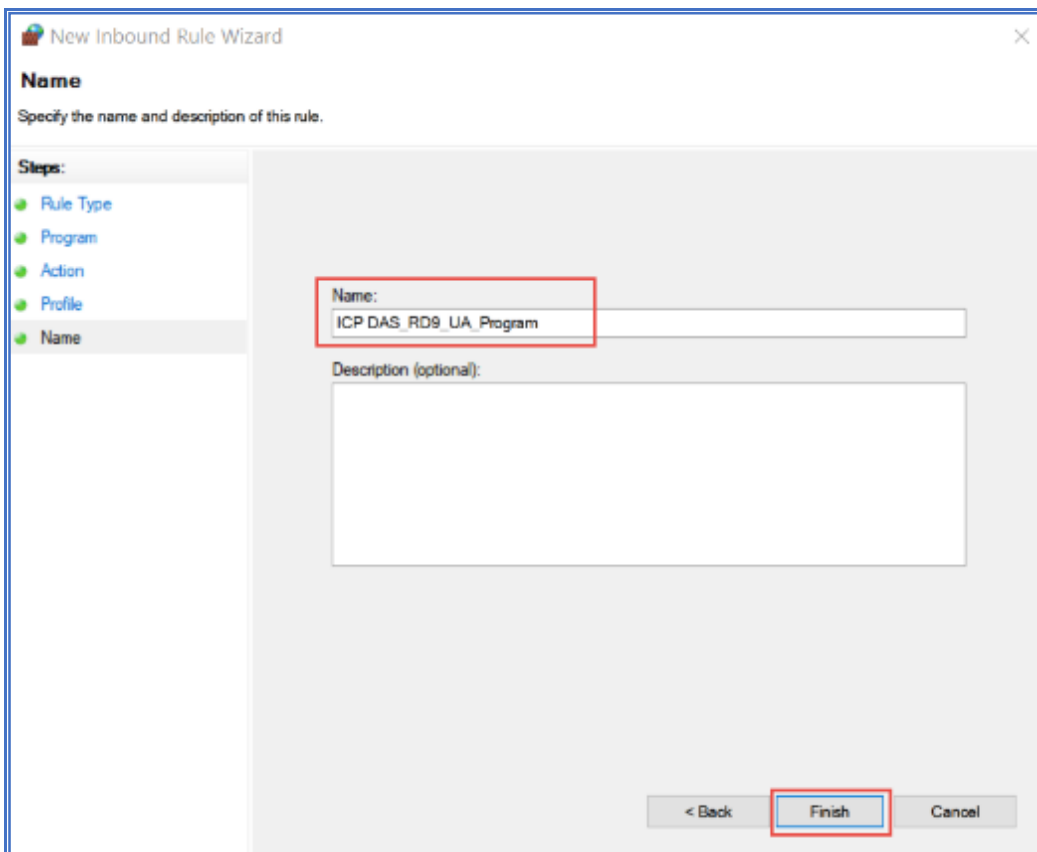 New Inbound Rule Wizard
Name
Specify the name and description of this rule.
Steps:
Rule Type
Program
Action
Profile
Name
Name:
ICP DAS_RD9_UA_Program
Description (optional):
< Back
Finish
Cancel